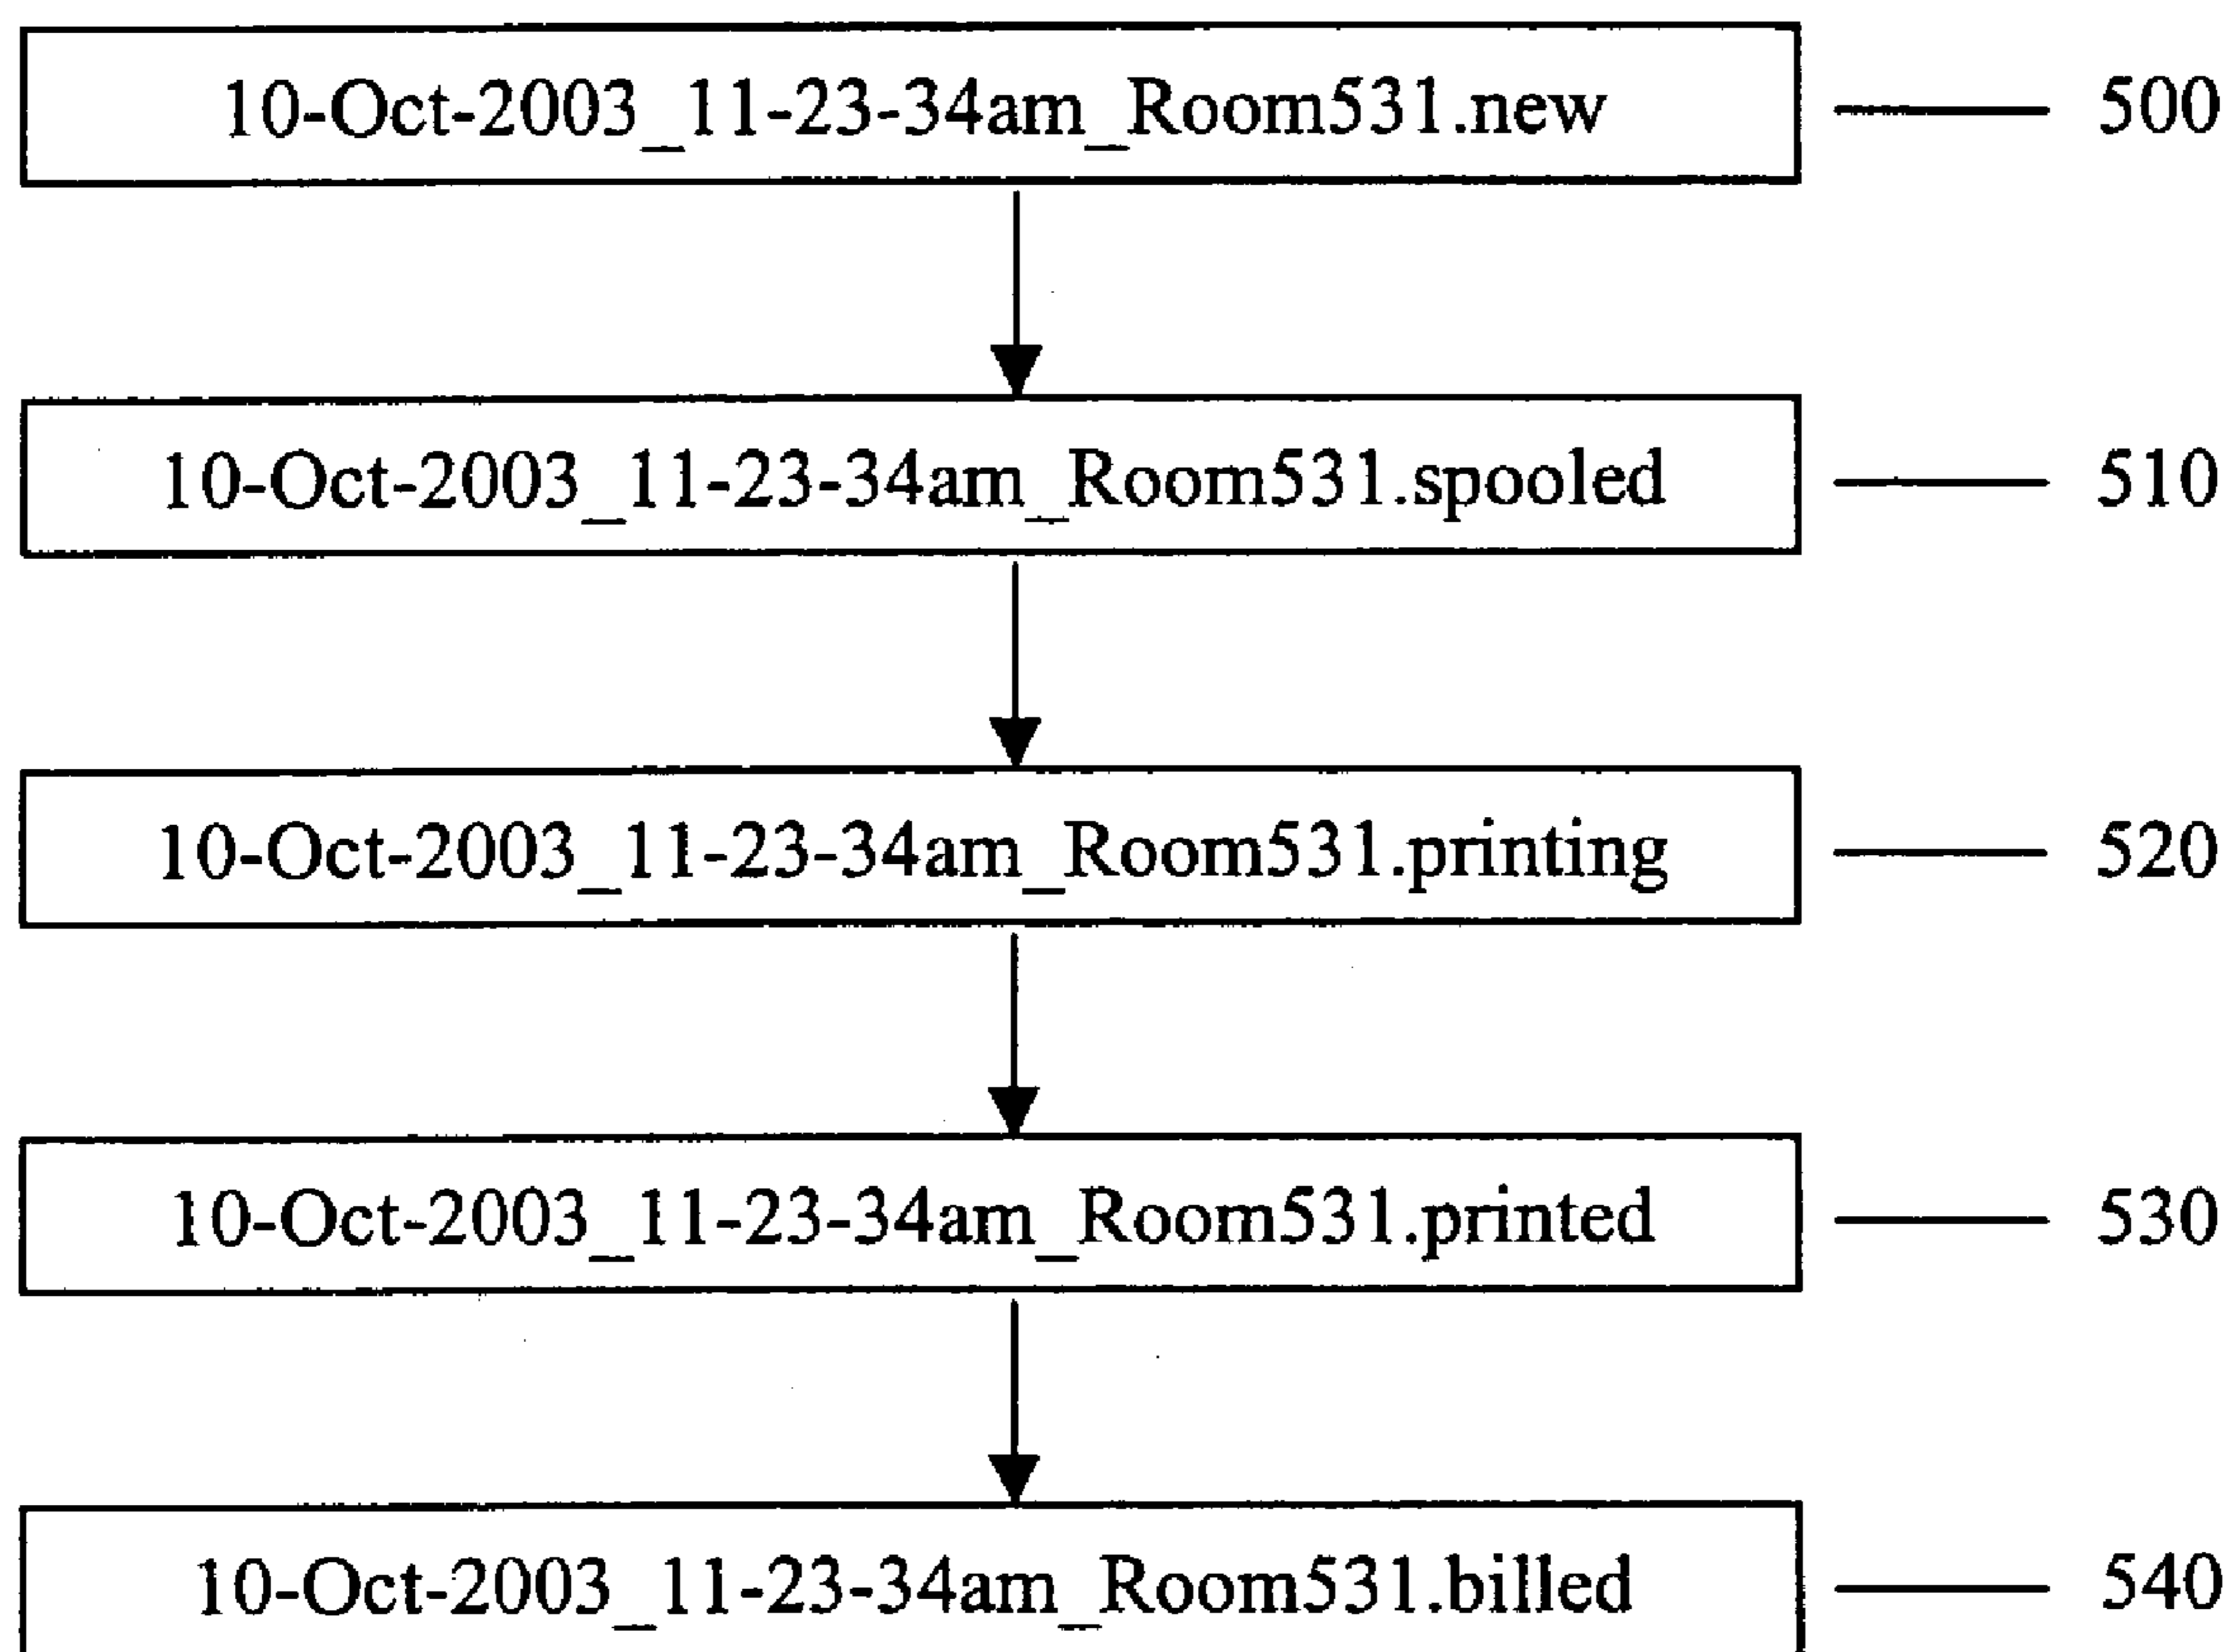 10-Oct-2003_11-23-34am_Room531.new 500
10-Oct-2003_11-23-34am_Room531.spooled 510
10-Oct-2003_11-23-34am_Room531.printing 520
10-Oct-2003_11-23-34am_Room531.printed 530
10-Oct-2003_11-23-34am_Room531.billed 540